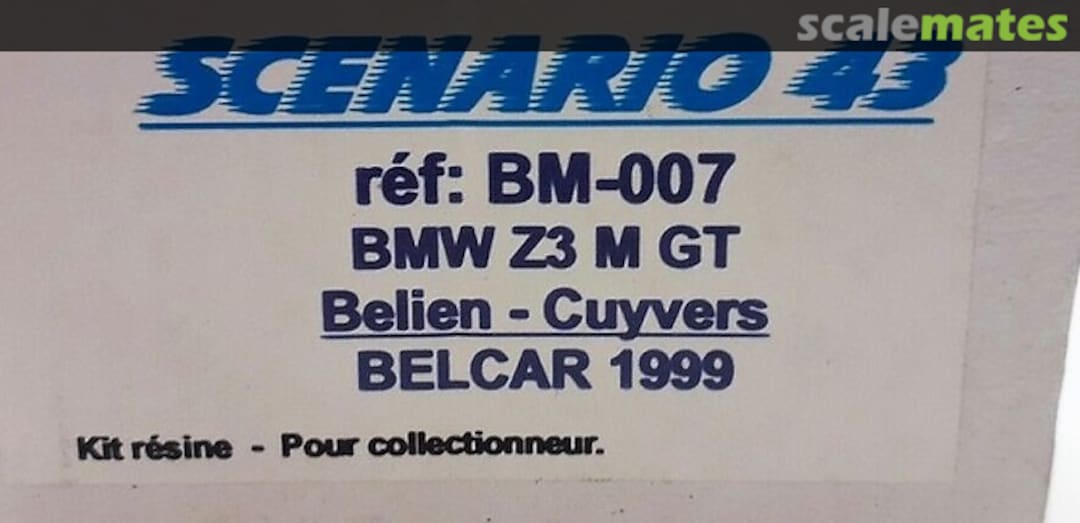 scalemates
SCENARIO 43
réf: BM-007
BMW Z3 M GT
Belien - Cuyvers
BELCAR 1999
Kit résine - Pour collectionneur.